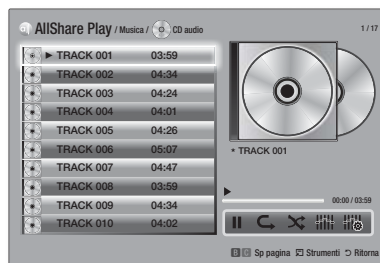 AllShare Play / Musica / CD audio 1 / 17
► TRACK 001 03:59
TRACK 002 04:34
TRACK 003 04:24
TRACK 004 04:01
TRACK 005 04:26
TRACK 006 05:07
TRACK 007 04:47
TRACK 008 03:59
TRACK 009 04:34
TRACK 010 04:02
* TRACK 001
00:00 / 03:59
B C Sp pagina Strumenti Ritorna